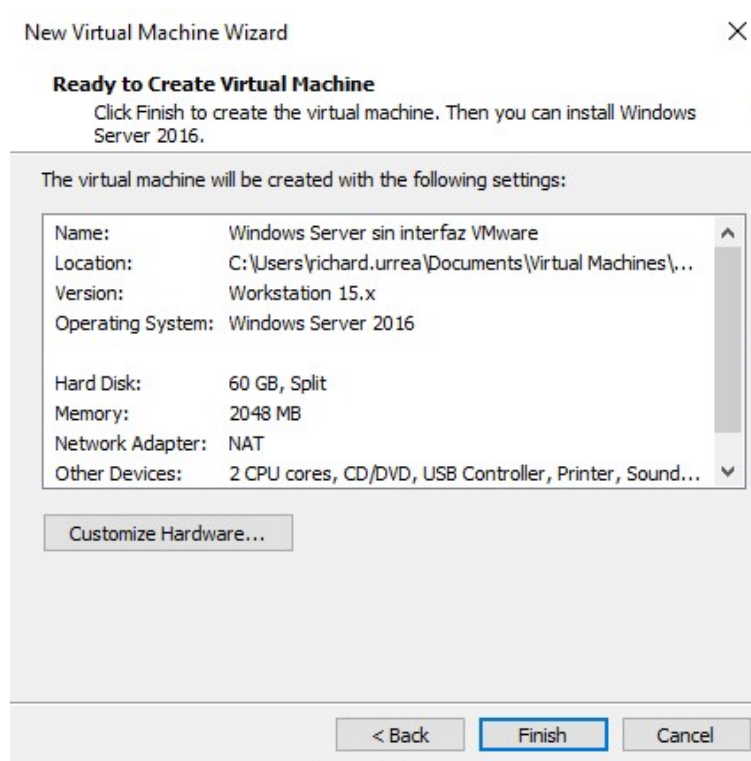 New Virtual Machine Wizard
Ready to Create Virtual Machine
Click Finish to create the virtual machine. Then you can install Windows
Server 2016.
The virtual machine will be created with the following settings:
Name: Windows Server sin interfaz VMware
Location: C:\Users\richard.urrea\Documents\Virtual Machines\...
Version: Workstation 15.x
Operating System: Windows Server 2016
Hard Disk: 60 GB, Split
Memory: 2048 MB
Network Adapter: NAT
Other Devices: 2 CPU cores, CD/DVD, USB Controller, Printer, Sound...
Customize Hardware...
< Back Finish Cancel